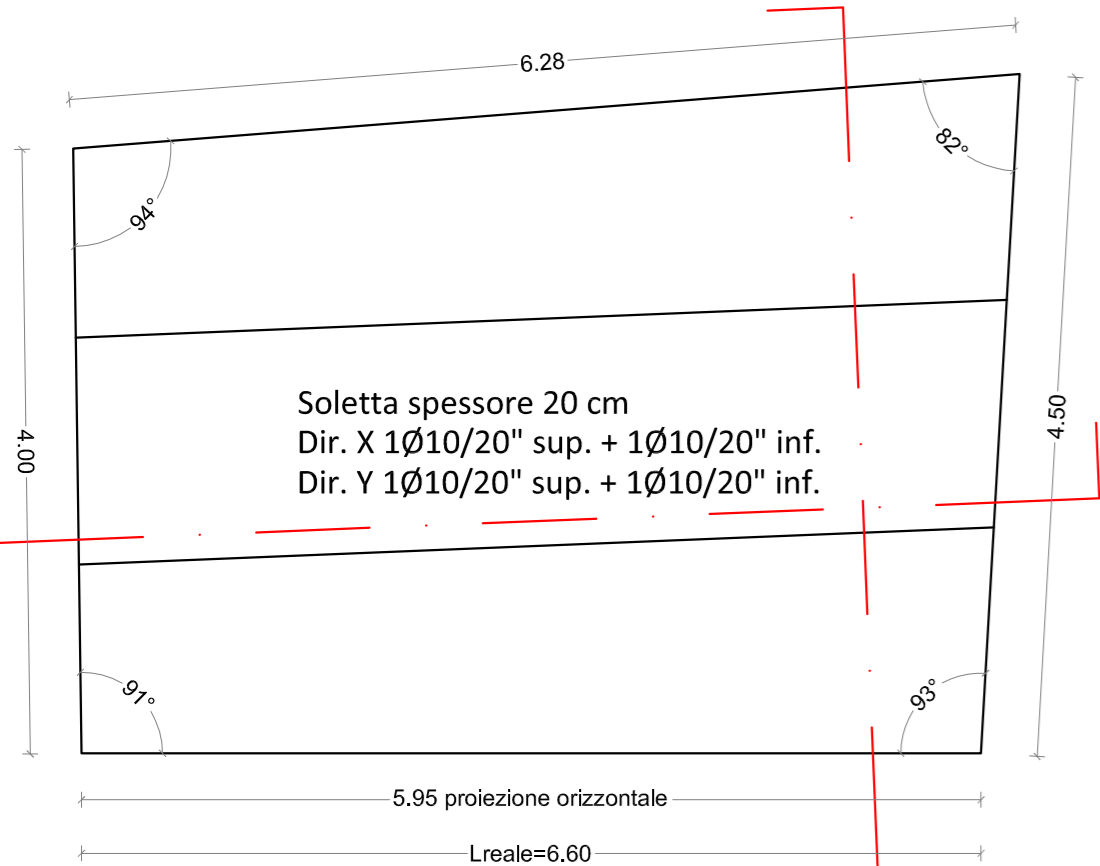 6.28
94°
82°
4.00
Soletta spessore 20 cm
Dir. X 1Ø10/20" sup. + 1Ø10/20" inf.
Dir. Y 1Ø10/20" sup. + 1Ø10/20" inf.
4.50
91°
93°
5.95 proiezione orizzontale
Lreale=6.60